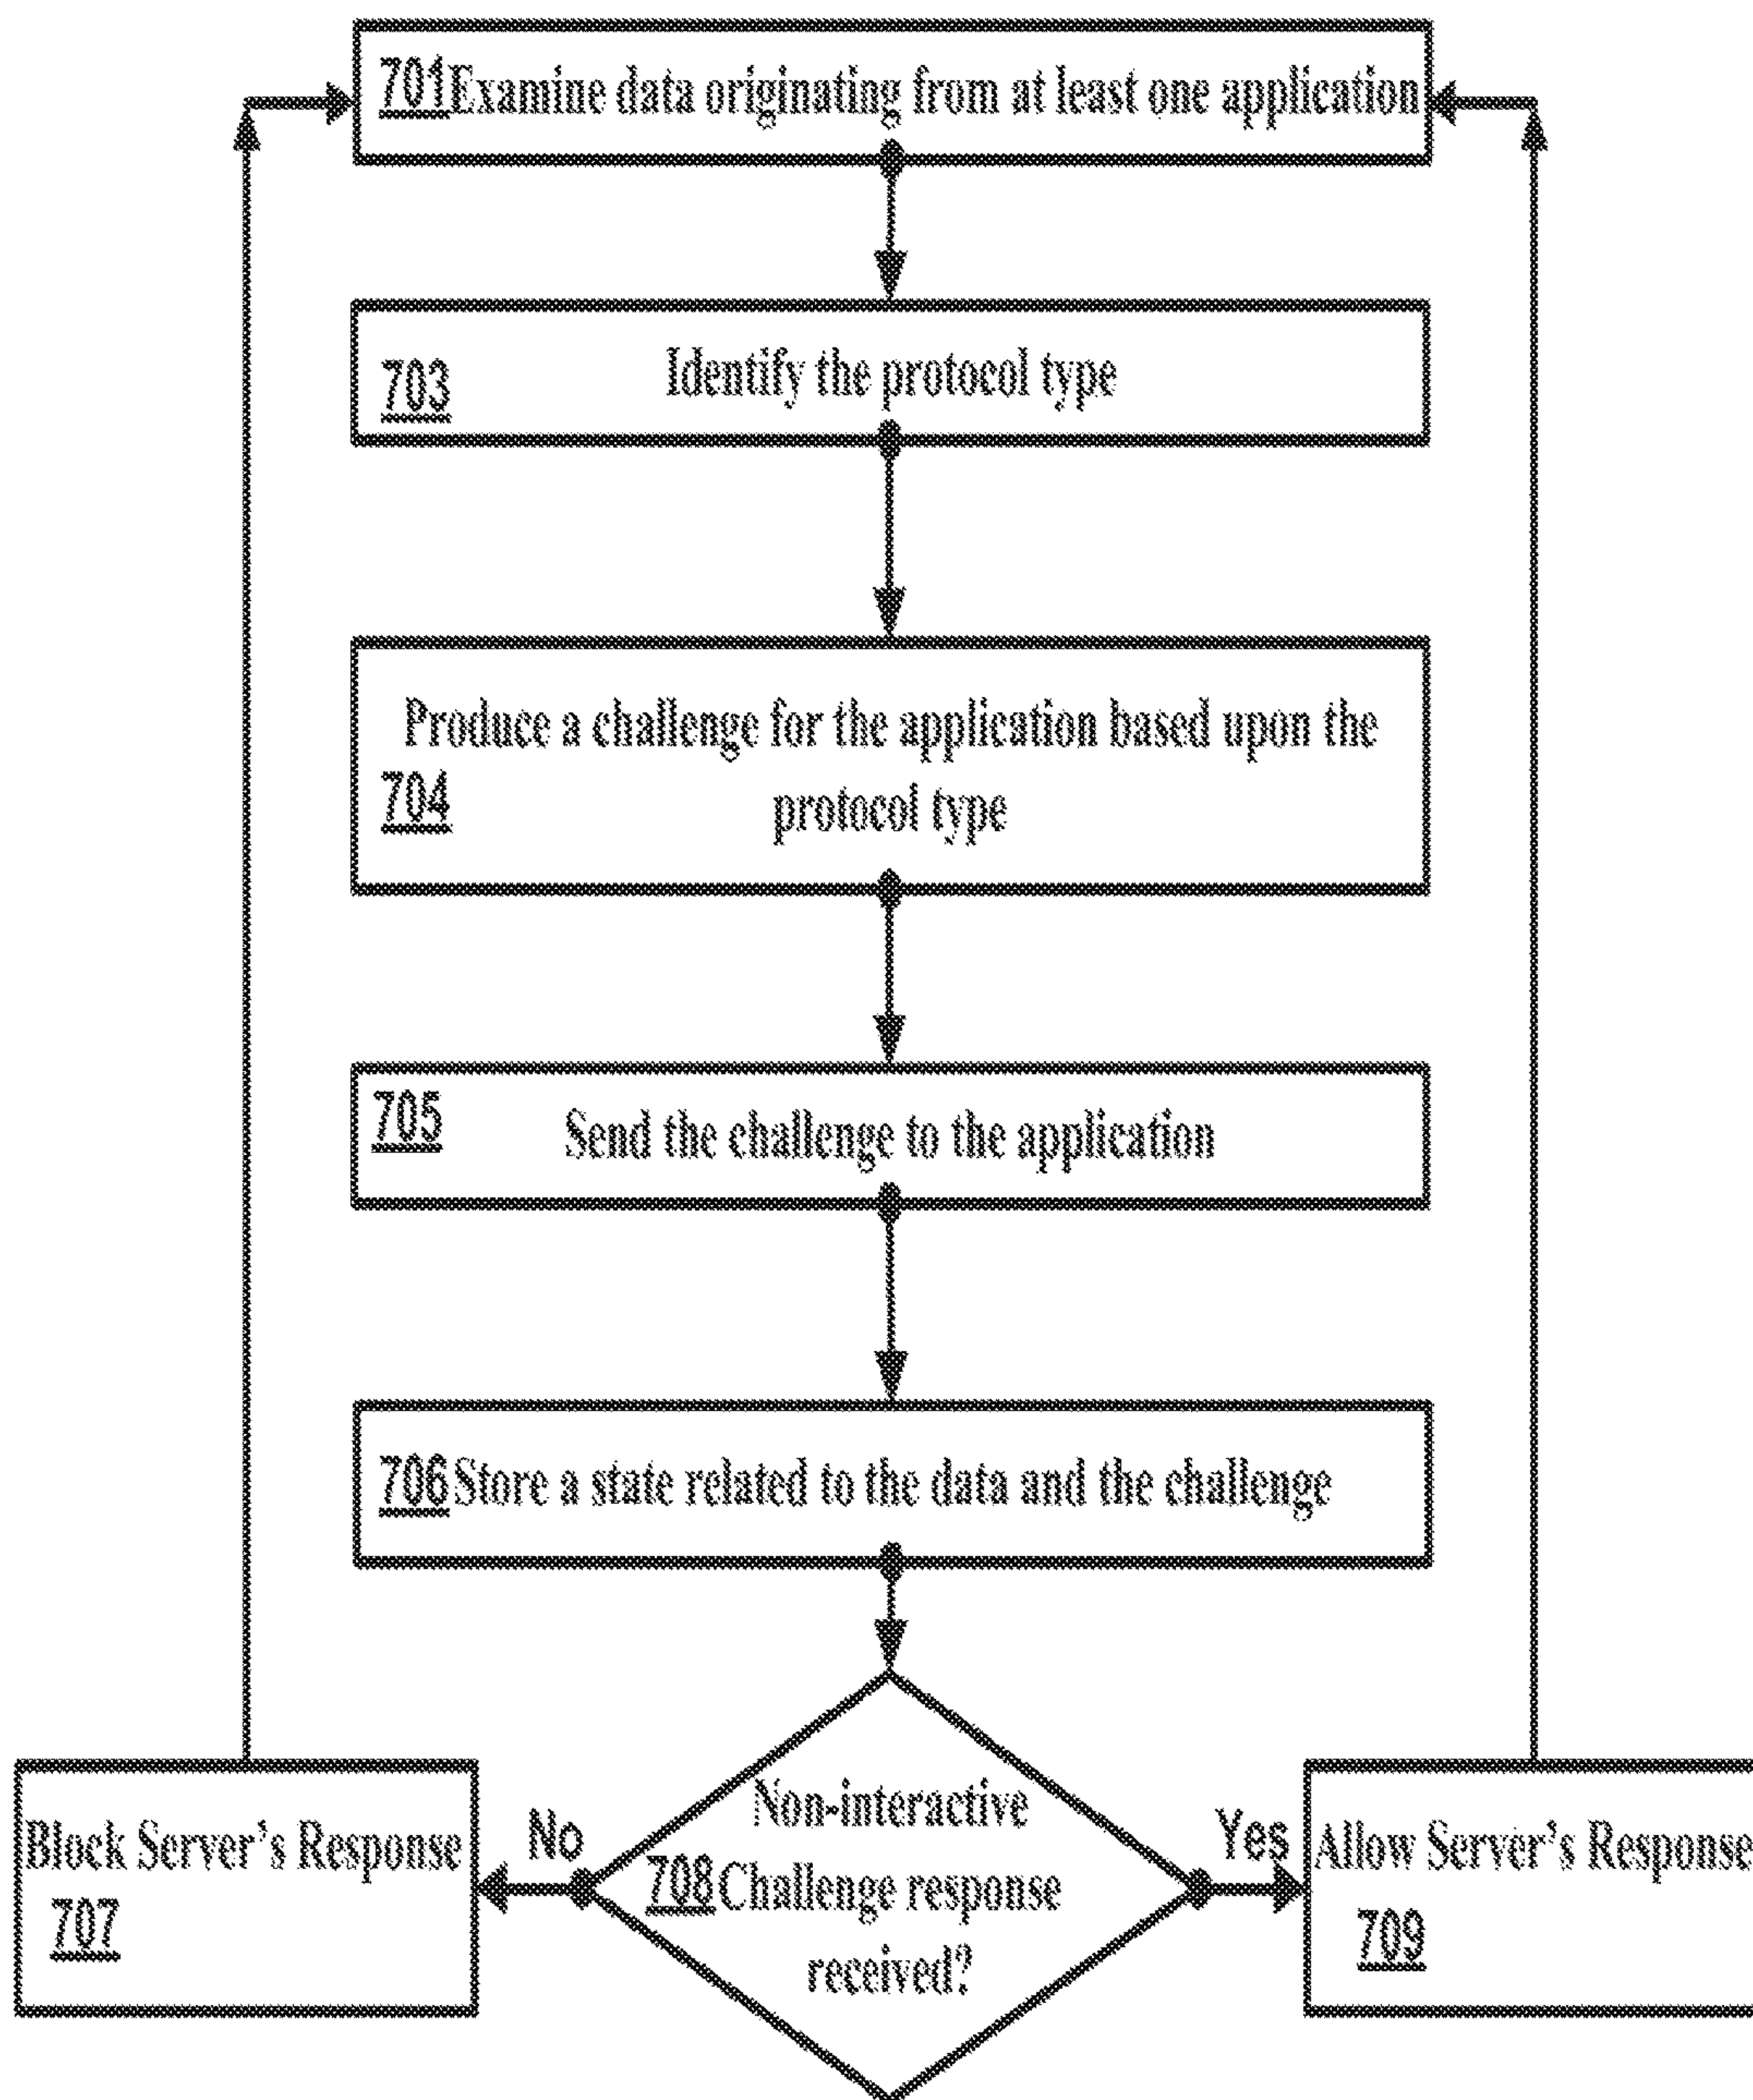 701 Examine data originating from at least one application
703 Identify the protocol type
Produce a challenge for the application based upon the
704 protocol type
705 Send the challenge to the application
706 Store a state related to the data and the challenge
Non-interactive
708 Challenge response
received?
No
Yes
Block Server's Response
707
Allow Server's Response
709